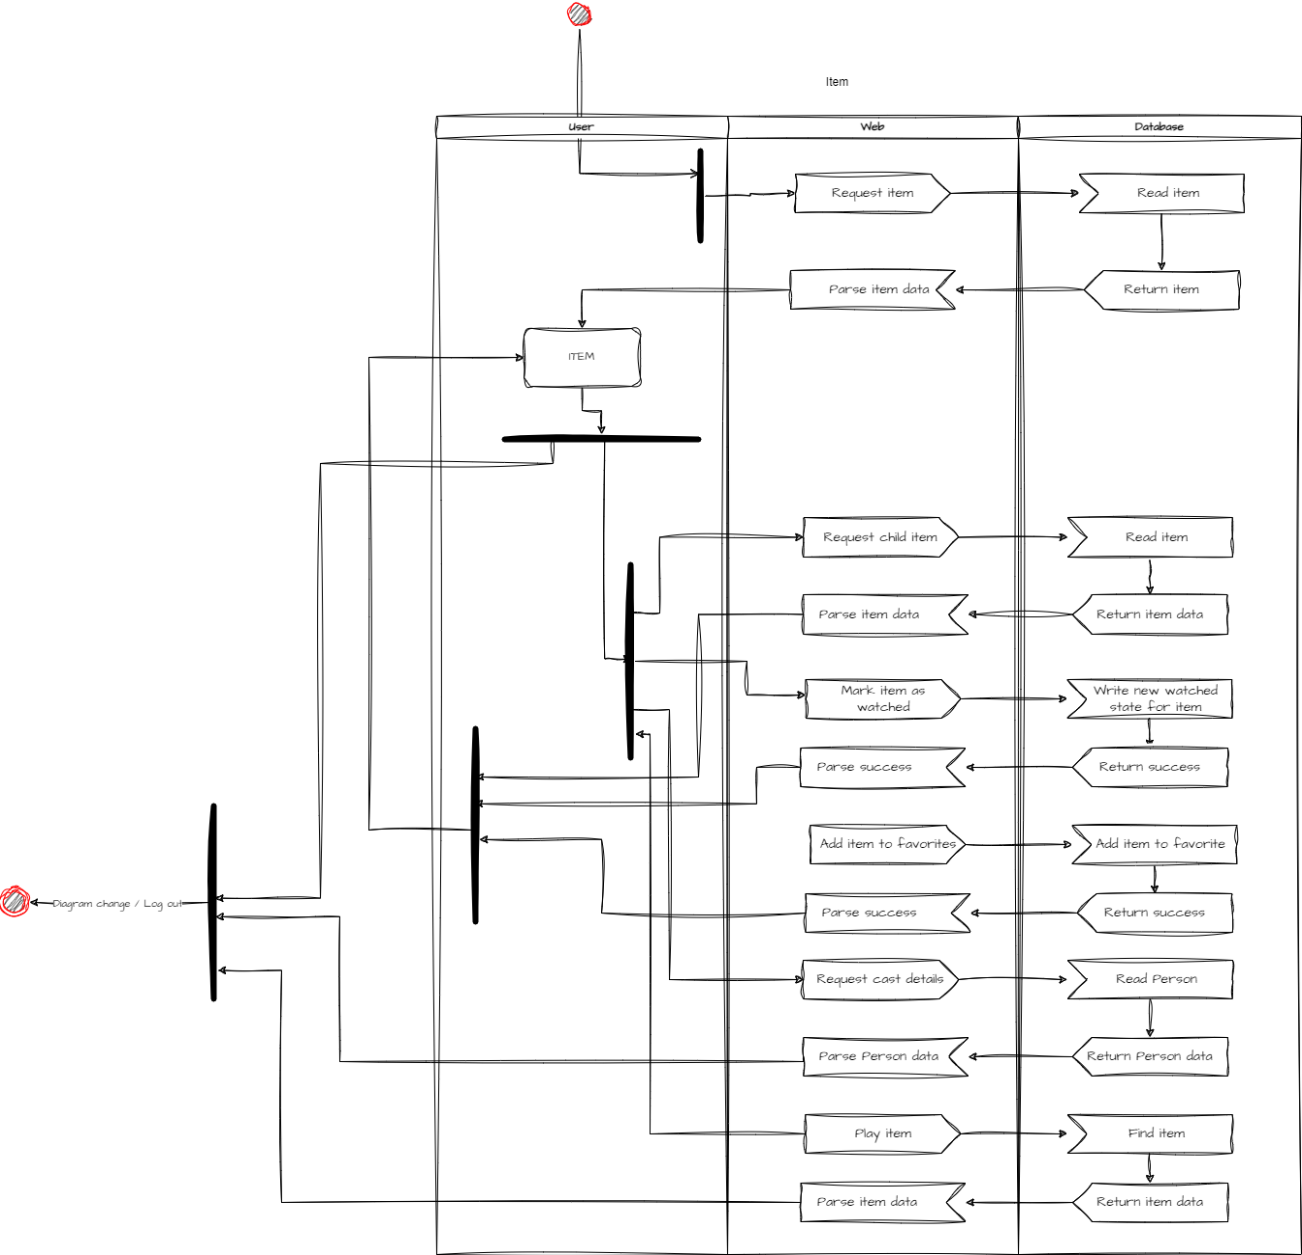 Item
User
Web
Database
Request item
Read item
Parse item data
Return item
ITEM
Request child item
Read item
Parse item data
Return item data
Mark item as
watched
Write new watched
state for item
Parse success
Return success
Add item to favorites
Add item to favorite
Diagram change / Log out
Parse success
Return success
Request cast details
Read Person
Parse Person data
Return Person data
Play item
Find item
Parse item data
Return item data